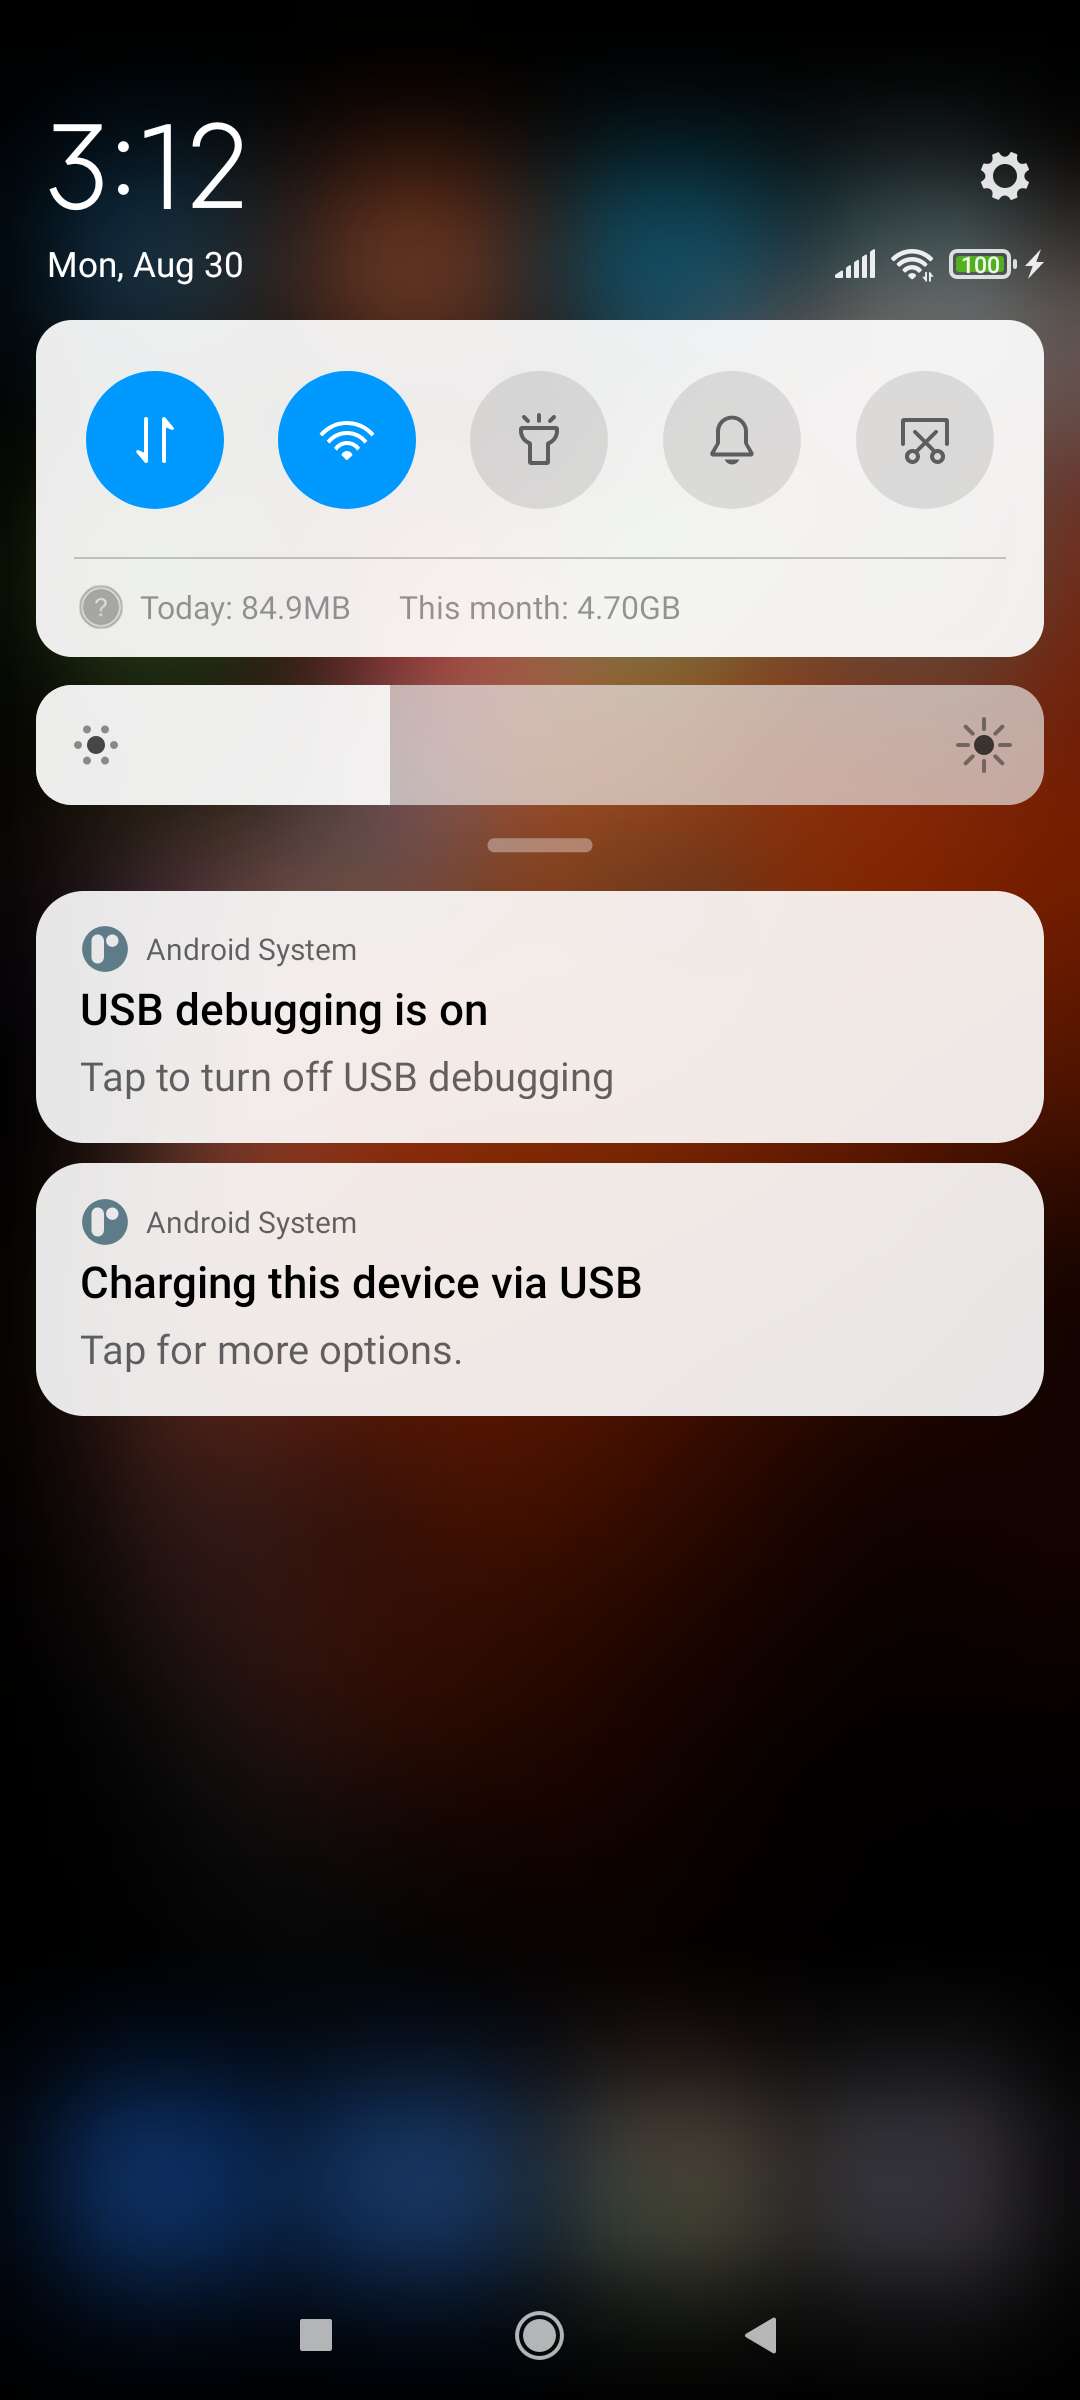 3:12
Mon, Aug 30
100
? Today: 84.9MB This month: 4.70GB
Android System
USB debugging is on
Tap to turn off USB debugging
Android System
Charging this device via USB
Tap for more options.